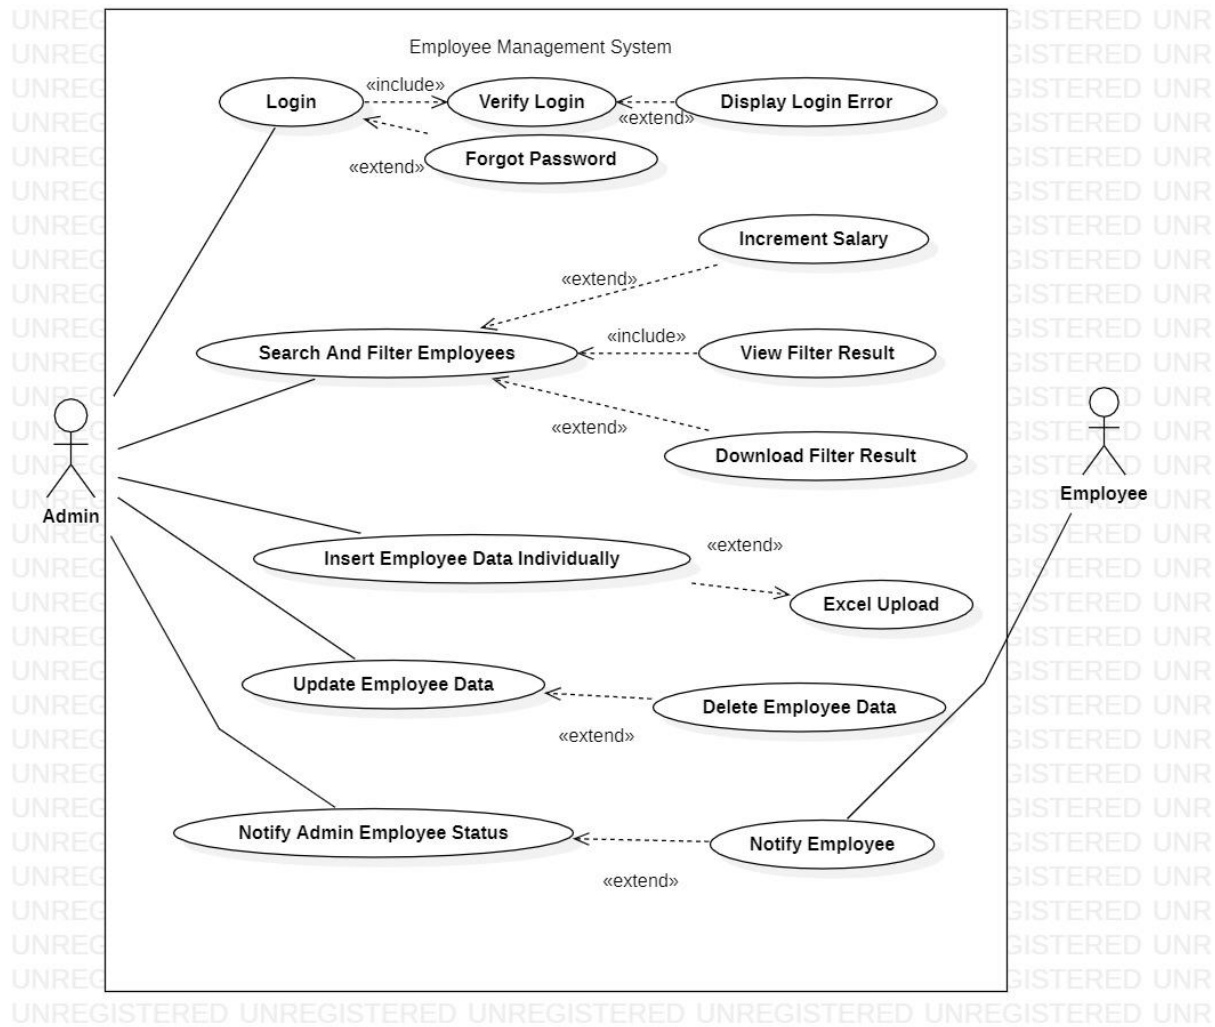 Employee Management System
«include»
Login
Verify Login
Display Login Error
«extend»
Forgot Password
«extend»
Increment Salary
«extend»
«include»
Search And Filter Employees
View Filter Result
«extend»
Download Filter Result
Admin
Employee
«extend»
Insert Employee Data Individually
Excel Upload
Update Employee Data
Delete Employee Data
«extend»
Notify Admin Employee Status
Notify Employee
«extend»
UNREGISTERED UNREGISTERED UNREGISTERED UNREGISTERED UNREGISTERED UNR